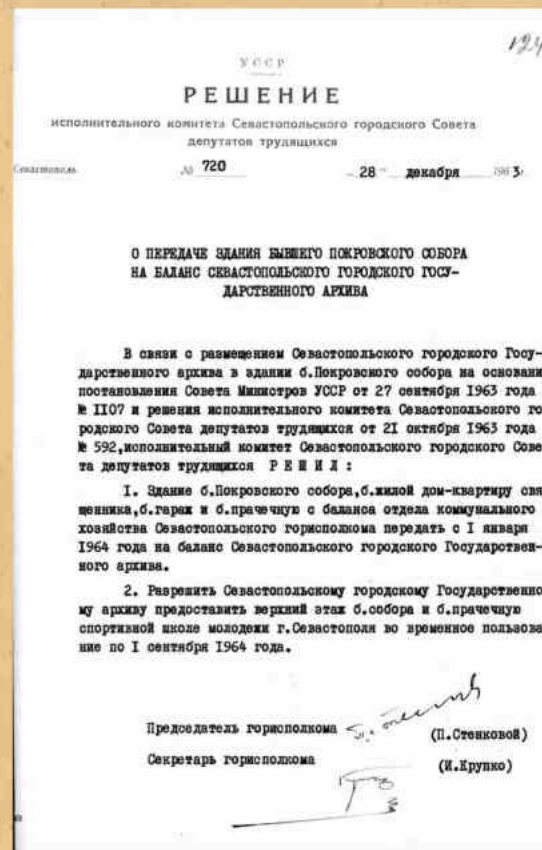 124
УССР
РЕШЕНИЕ
исполнительного комитета Севастопольского городского Совета
депутатов трудящихся
Севастополь № 720 28 декабря 1963
О ПЕРЕДАЧЕ ЗДАНИЯ БЫВШЕГО ПОКРОВСКОГО СОБОРА
НА БАЛАНС СЕВАСТОПОЛЬСКОГО ГОРОДСКОГО ГОСУ-
ДАРСТВЕННОГО АРХИВА
В связи с размещением Севастопольского городского Госу-
дарственного архива в здании б.Покровского собора на основани
постановления Совета Министров УССР от 27 сентября 1963 года
№ 1107 и решения исполнительного комитета Севастопольского го
родского Совета депутатов трудящихся от 21 октября 1963 года
№ 592,исполнительный комитет Севастопольского городского Сове
та депутатов трудящихся Р Е Ш И Л :
I. Здание б.Покровского собора,б.жилой дом-квартиру свя
щенника,б.гараж и б.прачечную с баланса отдела коммунального
хозяйства Севастопольского горисполкома передать с I января
1964 года на баланс Севастопольского городского Государствен-
ного архива.
2. Разрешить Севастопольскому городскому Государственно
му архиву предоставить верхний этаж б.собора и б.прачечную
спортивной школе молодежи г.Севастополя во временное пользова
ние по I сентября 1964 года.
Председатель горисполкома (П.Стенковой)
Секретарь горисполкома (И.Крупко)